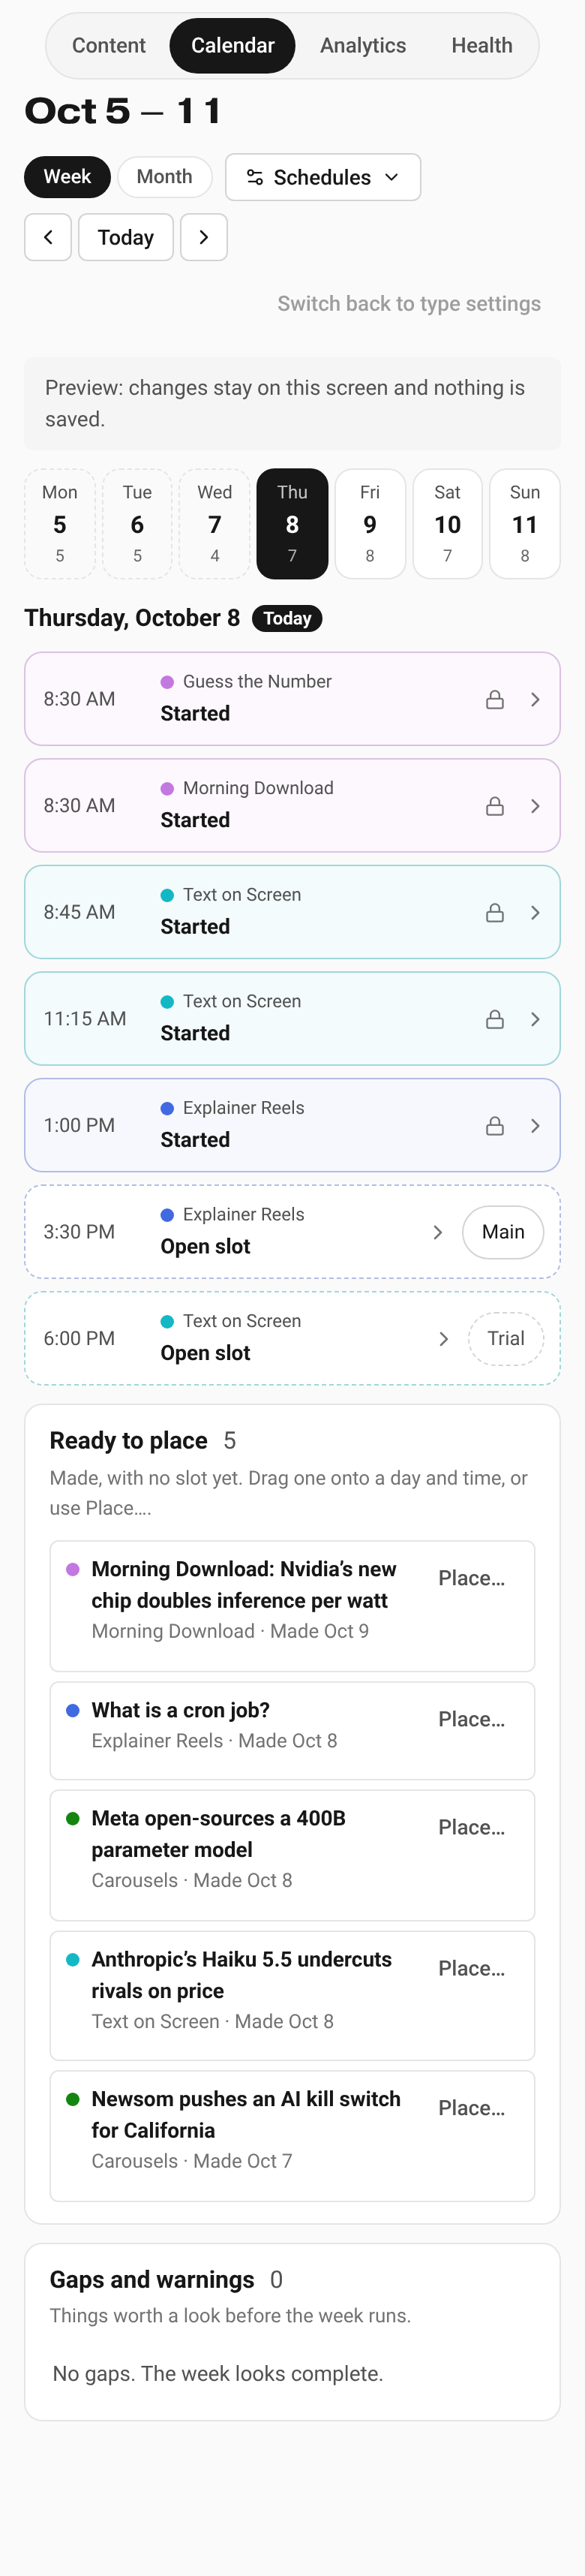 Content
Calendar
Analytics
Health
Oct 5 – 11
Week
Month
Schedules
Today
Switch back to type settings
Preview: changes stay on this screen and nothing is
saved.
Mon
5
5
Tue
6
5
Wed
7
4
Thu
8
7
Fri
9
8
Sat
10
7
Sun
11
8
Thursday, October 8
Today
8:30 AM
Guess the Number
Started
8:30 AM
Morning Download
Started
8:45 AM
Text on Screen
Started
11:15 AM
Text on Screen
Started
1:00 PM
Explainer Reels
Started
3:30 PM
Explainer Reels
Open slot
Main
6:00 PM
Text on Screen
Open slot
Trial
Ready to place 5
Made, with no slot yet. Drag one onto a day and time, or
use Place….
Morning Download: Nvidia’s new
chip doubles inference per watt
Morning Download · Made Oct 9
Place…
What is a cron job?
Explainer Reels · Made Oct 8
Place…
Meta open-sources a 400B
parameter model
Carousels · Made Oct 8
Place…
Anthropic’s Haiku 5.5 undercuts
rivals on price
Text on Screen · Made Oct 8
Place…
Newsom pushes an AI kill switch
for California
Carousels · Made Oct 7
Place…
Gaps and warnings 0
Things worth a look before the week runs.
No gaps. The week looks complete.